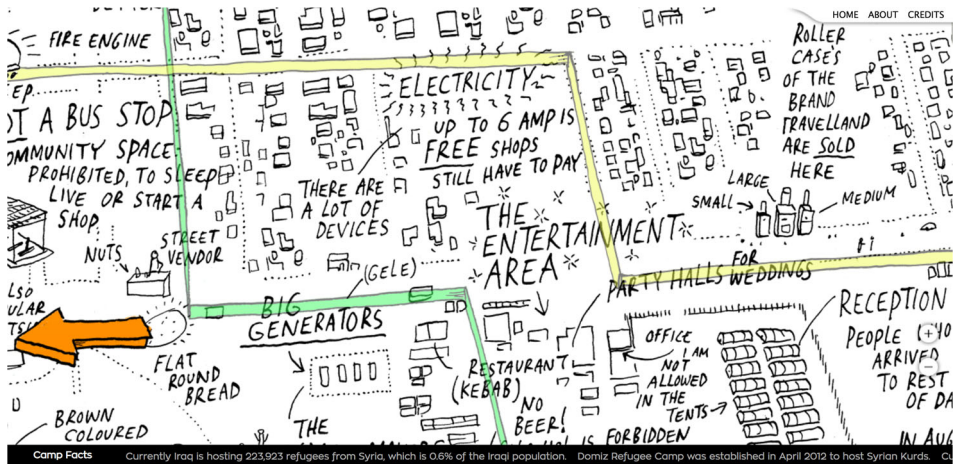 HOME ABOUT CREDITS
FIRE ENGINE
A BUS STOP
COMMUNITY SPACE
PROHIBITED, TO SLEEP
LIVE OR START A
SHOP
ELECTRICITY
UP TO 6 AMP IS
FREE SHOPS
STILL HAVE TO PAY
THERE ARE
A LOT OF
DEVICES
ROLLER
CASE'S
OF THE
BRAND
TRAVELLAND
ARE SOLD
HERE
LARGE
SMALL
MEDIUM
THE
ENTERTAINMENT
AREA
NUTS
STREET
VENDOR
(GELE)
BIG
GENERATORS
PARTY HALLS FOR
WEDDINGS
RECEPTION
PEOPLE
ARRIVED
TO REST
OF DA
FLAT
ROUND
BREAD
RESTAURANT
(KEBAB)
OFFICE
I AM
NOT
ALLOWED
IN THE
TENTS
NO
BEER!
IS FORBIDDEN
BROWN
COLOURED
THE
IN AUG
Camp Facts
Currently Iraq is hosting 223,923 refugees from Syria, which is 0.6% of the Iraqi population. Domiz Refugee Camp was established in April 2012 to host Syrian Kurds. Cu